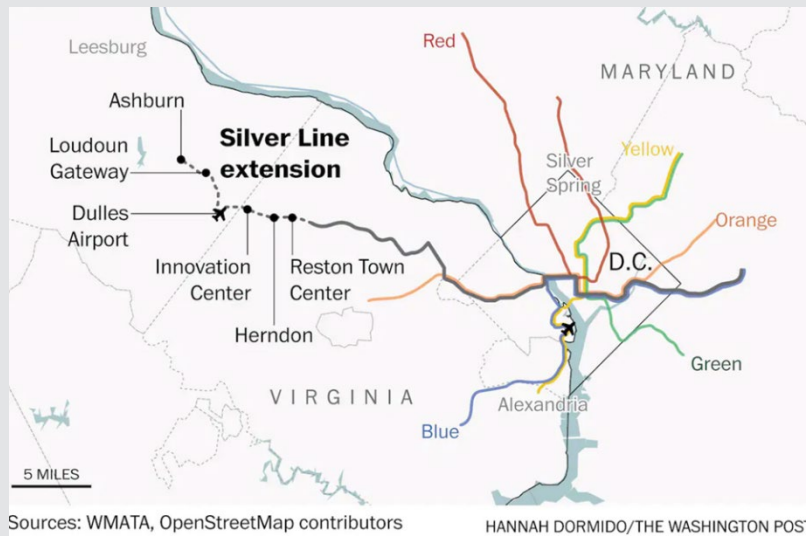 Leesburg
Red
MARYLAND
Ashburn
Loudoun
Gateway
Silver Line
extension
Silver
Spring
Yellow
Dulles
Airport
Orange
D.C.
Innovation
Center
Reston Town
Center
Herndon
Green
VIRGINIA
Alexandria
Blue
5 MILES
Sources: WMATA, OpenStreetMap contributors
HANNAH DORMIDO/THE WASHINGTON POST